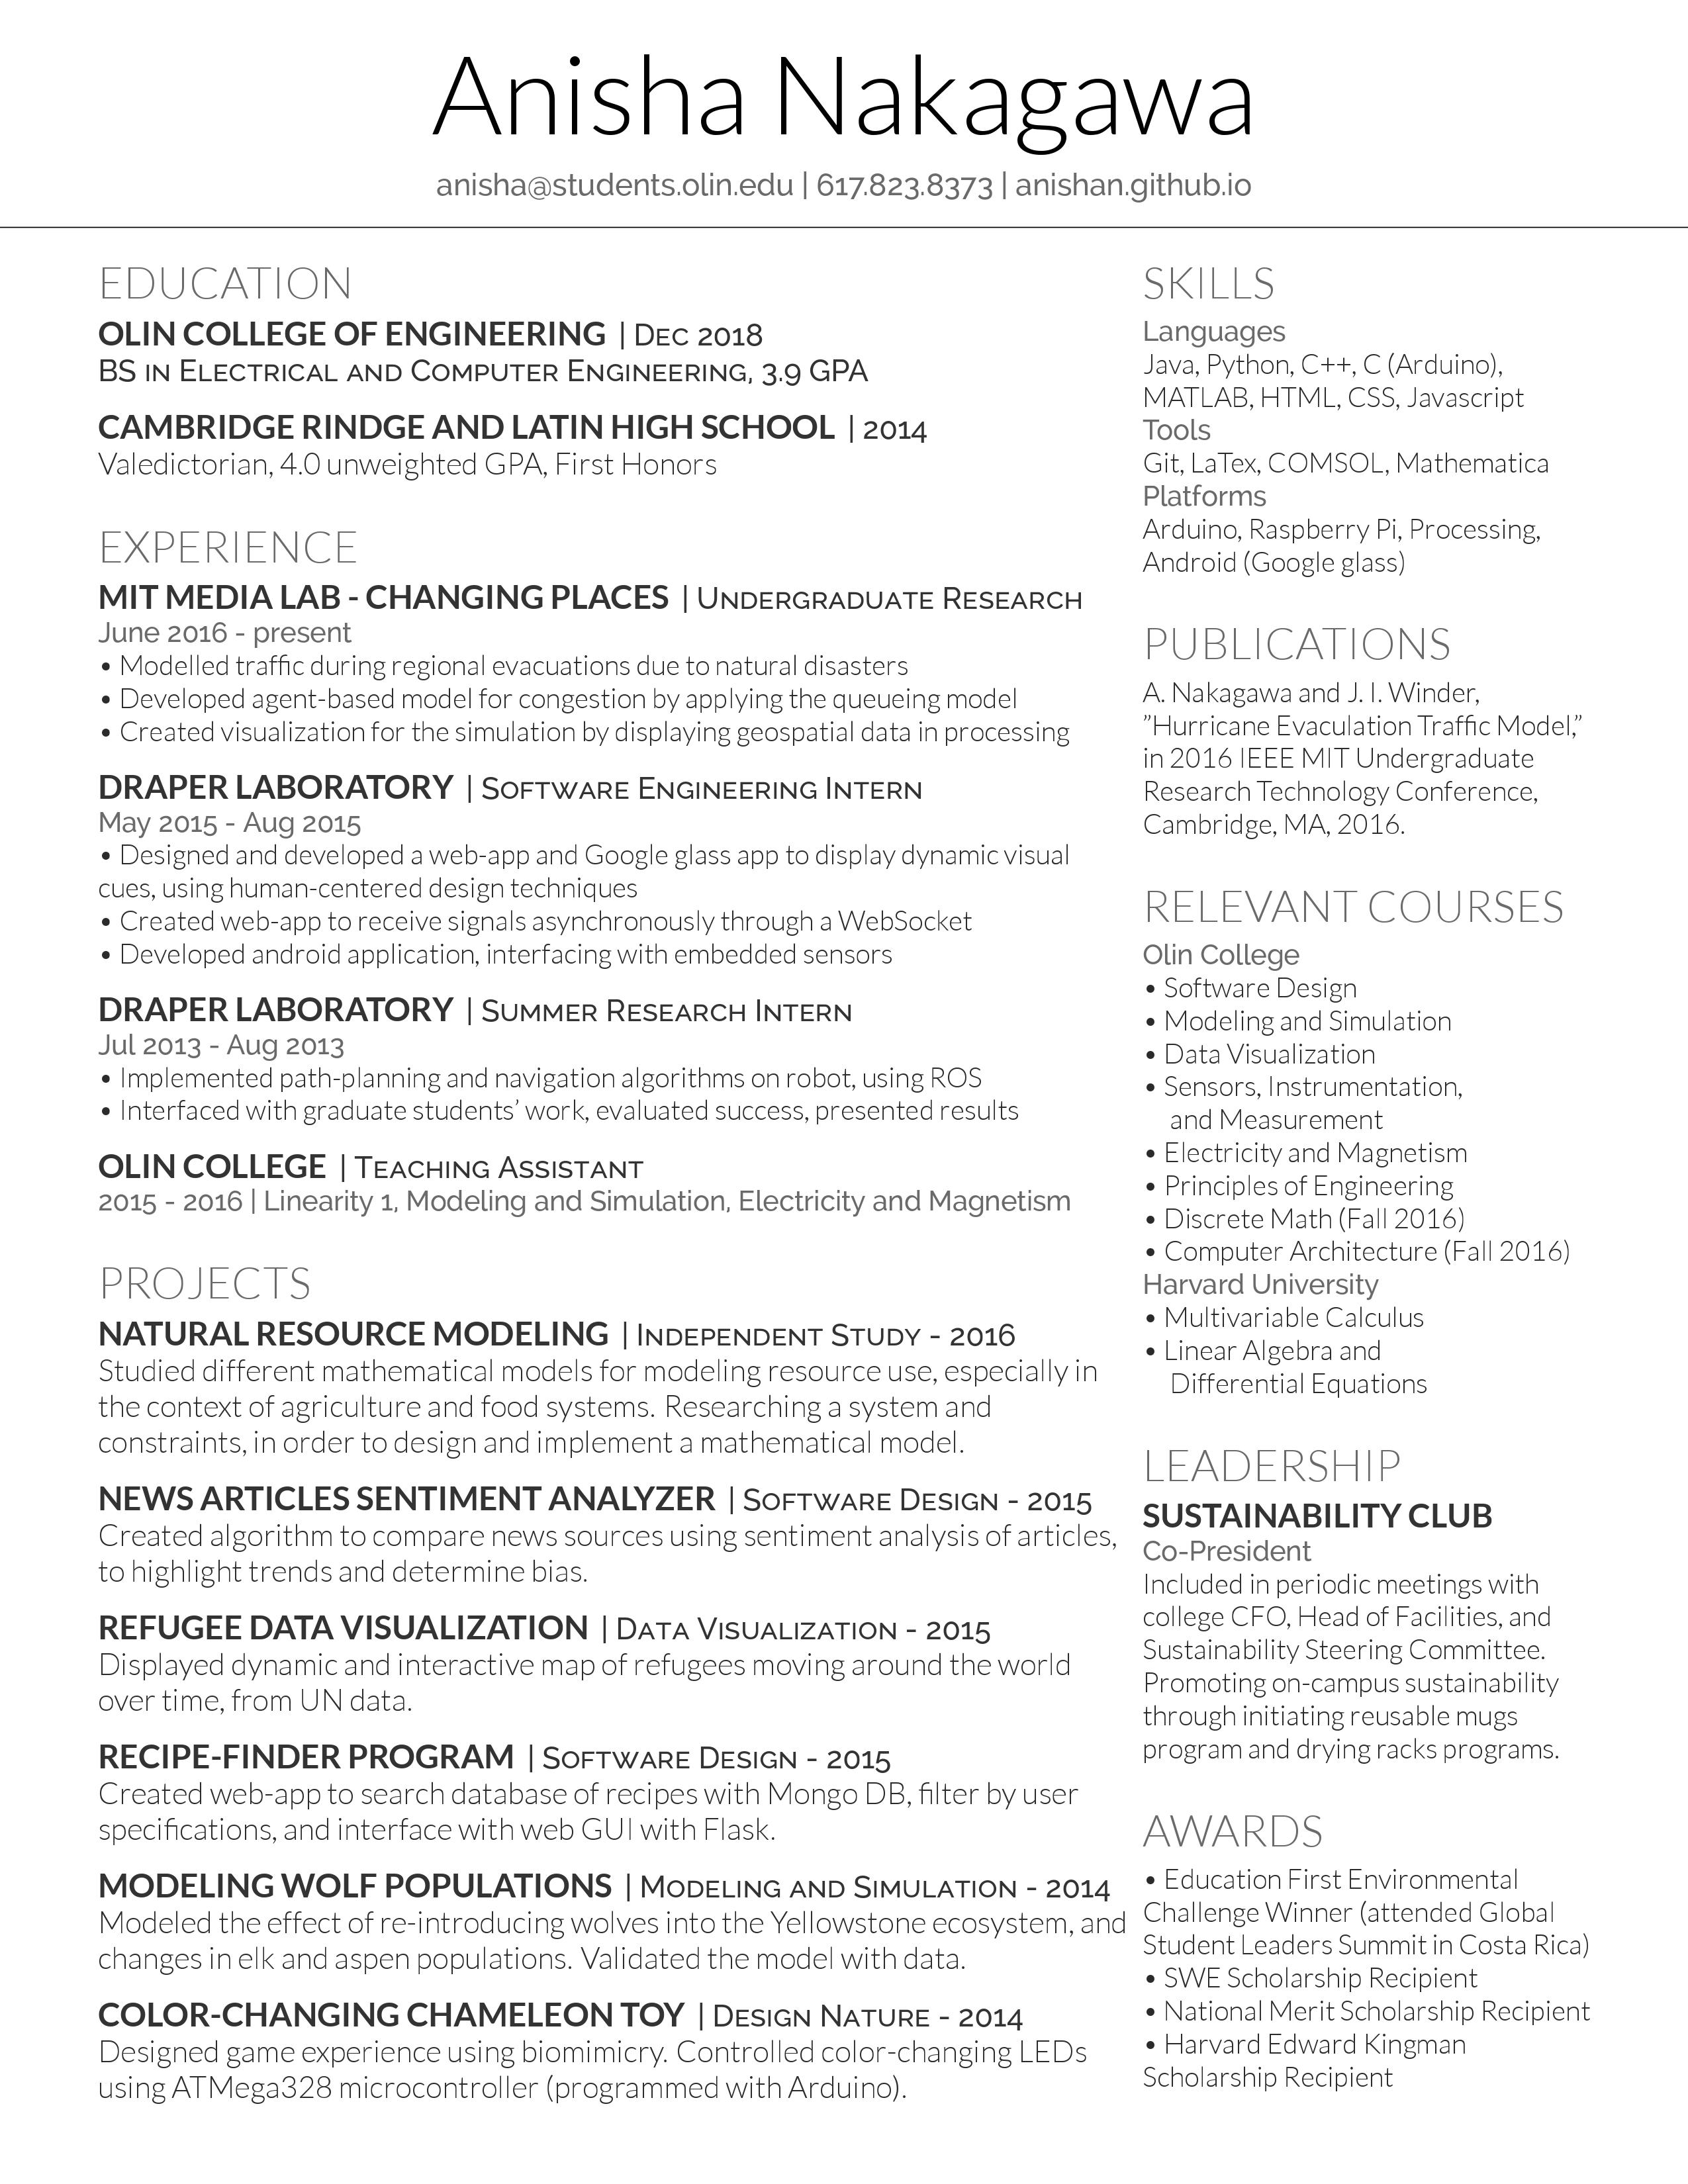 Anisha Nakagawa
anisha@students.olin.edu | 617.823.8373 | anishan.github.io
EDUCATION
OLIN COLLEGE OF ENGINEERING | DEC 2018
BS IN ELECTRICAL AND COMPUTER ENGINEERING, 3.9 GPA
CAMBRIDGE RINDGE AND LATIN HIGH SCHOOL | 2014
Valedictorian, 4.0 unweighted GPA, First Honors
EXPERIENCE
MIT MEDIA LAB - CHANGING PLACES | UNDERGRADUATE RESEARCH
June 2016 - present
• Modelled traffic during regional evacuations due to natural disasters
• Developed agent-based model for congestion by applying the queueing model
• Created visualization for the simulation by displaying geospatial data in processing
DRAPER LABORATORY | SOFTWARE ENGINEERING INTERN
May 2015 - Aug 2015
• Designed and developed a web-app and Google glass app to display dynamic visual
cues, using human-centered design techniques
• Created web-app to receive signals asynchronously through a WebSocket
• Developed android application, interfacing with embedded sensors
DRAPER LABORATORY | SUMMER RESEARCH INTERN
Jul 2013 - Aug 2013
• Implemented path-planning and navigation algorithms on robot, using ROS
• Interfaced with graduate students’ work, evaluated success, presented results
OLIN COLLEGE | TEACHING ASSISTANT
2015 - 2016 | Linearity 1, Modeling and Simulation, Electricity and Magnetism
PROJECTS
NATURAL RESOURCE MODELING | INDEPENDENT STUDY - 2016
Studied different mathematical models for modeling resource use, especially in
the context of agriculture and food systems. Researching a system and
constraints, in order to design and implement a mathematical model.
NEWS ARTICLES SENTIMENT ANALYZER | SOFTWARE DESIGN - 2015
Created algorithm to compare news sources using sentiment analysis of articles,
to highlight trends and determine bias.
REFUGEE DATA VISUALIZATION | DATA VISUALIZATION - 2015
Displayed dynamic and interactive map of refugees moving around the world
over time, from UN data.
RECIPE-FINDER PROGRAM | SOFTWARE DESIGN - 2015
Created web-app to search database of recipes with Mongo DB, filter by user
specifications, and interface with web GUI with Flask.
MODELING WOLF POPULATIONS | MODELING AND SIMULATION - 2014
Modeled the effect of re-introducing wolves into the Yellowstone ecosystem, and
changes in elk and aspen populations. Validated the model with data.
COLOR-CHANGING CHAMELEON TOY | DESIGN NATURE - 2014
Designed game experience using biomimicry. Controlled color-changing LEDs
using ATMega328 microcontroller (programmed with Arduino).
SKILLS
Languages
Java, Python, C++, C (Arduino),
MATLAB, HTML, CSS, Javascript
Tools
Git, LaTex, COMSOL, Mathematica
Platforms
Arduino, Raspberry Pi, Processing,
Android (Google glass)
PUBLICATIONS
A. Nakagawa and J. I. Winder,
”Hurricane Evaculation Traffic Model,”
in 2016 IEEE MIT Undergraduate
Research Technology Conference,
Cambridge, MA, 2016.
RELEVANT COURSES
Olin College
• Software Design
• Modeling and Simulation
• Data Visualization
• Sensors, Instrumentation,
and Measurement
• Electricity and Magnetism
• Principles of Engineering
• Discrete Math (Fall 2016)
• Computer Architecture (Fall 2016)
Harvard University
• Multivariable Calculus
• Linear Algebra and
Differential Equations
LEADERSHIP
SUSTAINABILITY CLUB
Co-President
Included in periodic meetings with
college CFO, Head of Facilities, and
Sustainability Steering Committee.
Promoting on-campus sustainability
through initiating reusable mugs
program and drying racks programs.
AWARDS
• Education First Environmental
Challenge Winner (attended Global
Student Leaders Summit in Costa Rica)
• SWE Scholarship Recipient
• National Merit Scholarship Recipient
• Harvard Edward Kingman
Scholarship Recipient